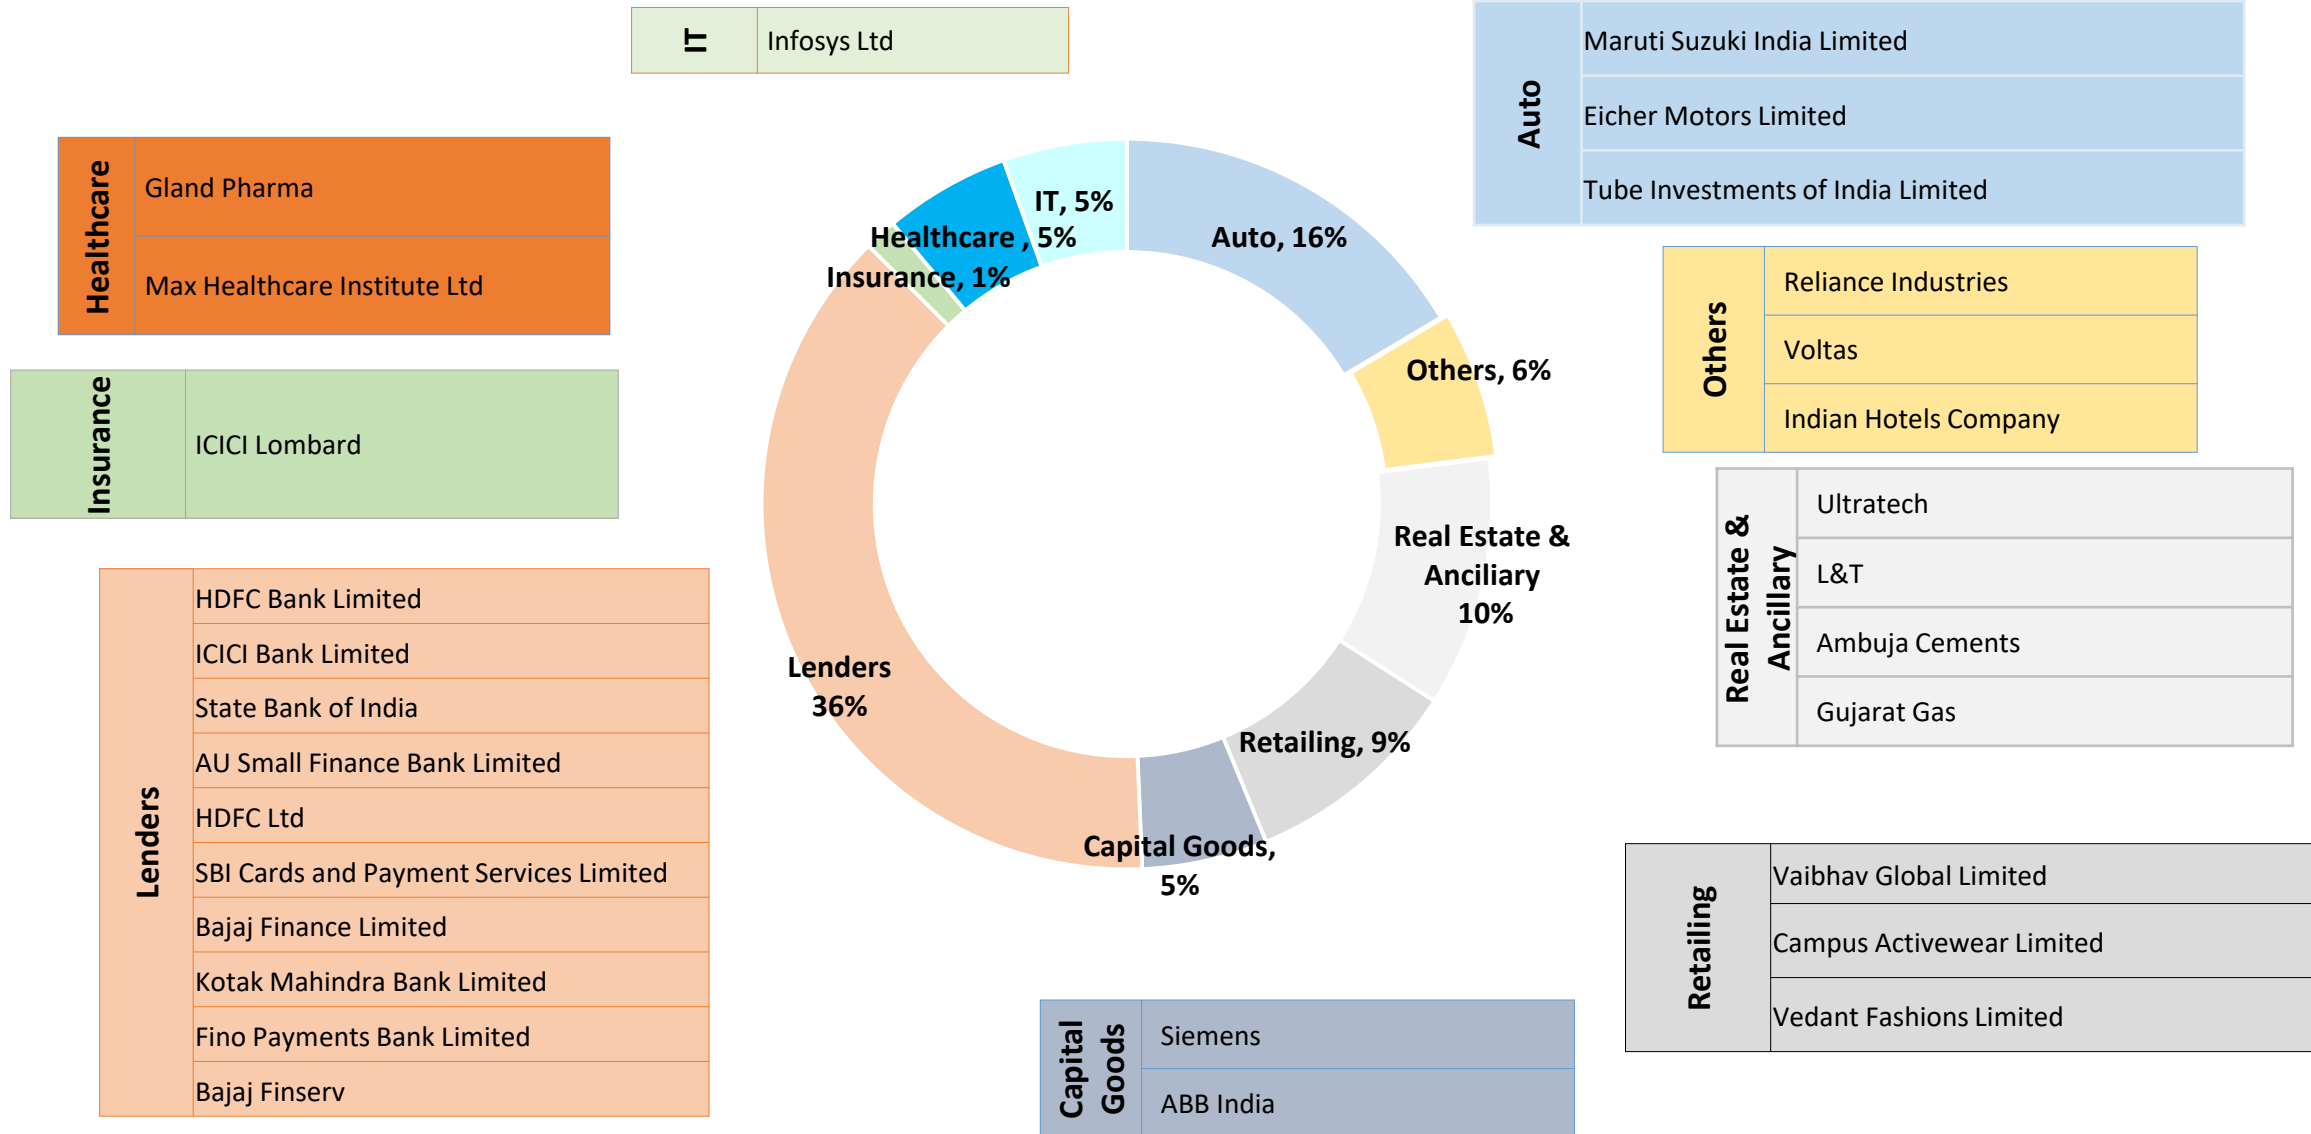 IT
Infosys Ltd
Auto
Maruti Suzuki India Limited
Eicher Motors Limited
Tube Investments of India Limited
Healthcare
Gland Pharma
Max Healthcare Institute Ltd
Insurance
ICICI Lombard
Lenders
HDFC Bank Limited
ICICI Bank Limited
State Bank of India
AU Small Finance Bank Limited
HDFC Ltd
SBI Cards and Payment Services Limited
Bajaj Finance Limited
Kotak Mahindra Bank Limited
Fino Payments Bank Limited
Bajaj Finserv
IT, 5%
Healthcare , 5%
Insurance, 1%
Auto, 16%
Others, 6%
Real Estate &
Anciliary
10%
Retailing, 9%
Capital Goods,
5%
Lenders
36%
Others
Reliance Industries
Voltas
Indian Hotels Company
Real Estate &
Ancillary
Ultratech
L&T
Ambuja Cements
Gujarat Gas
Retailing
Vaibhav Global Limited
Campus Activewear Limited
Vedant Fashions Limited
Capital
Goods
Siemens
ABB India